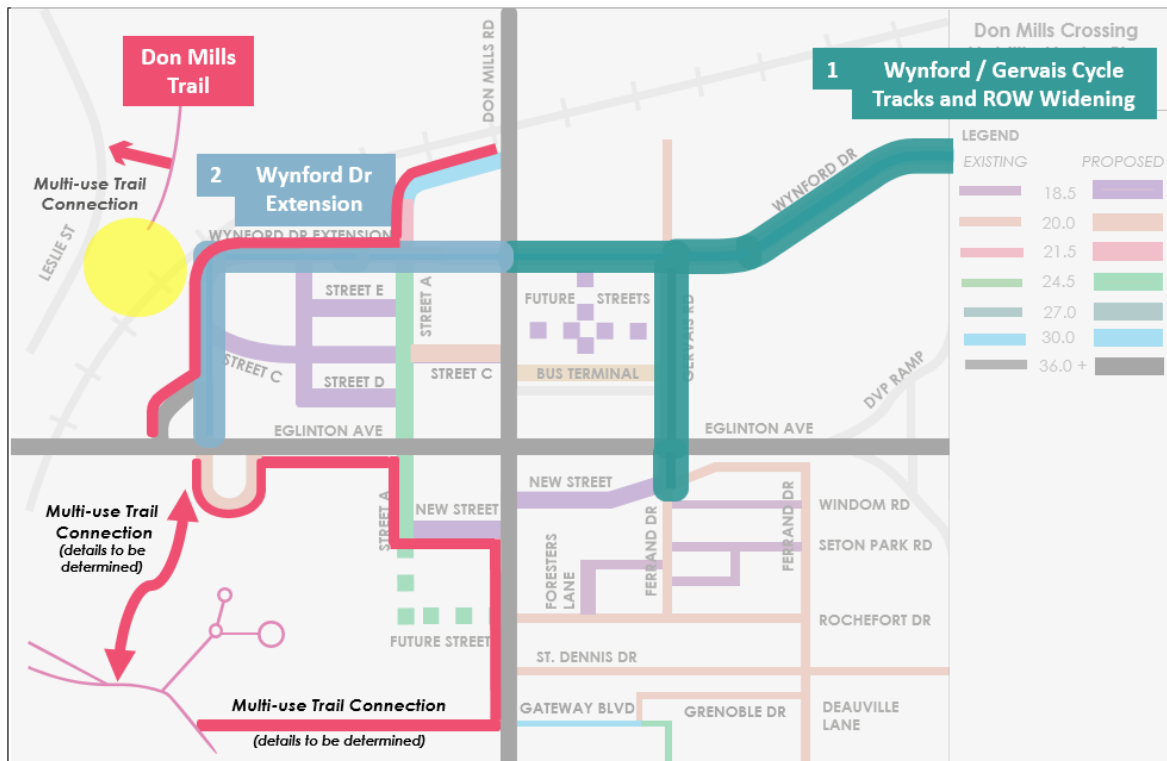 Don Mills
Trail
DON MILLS RD
Don Mills Crossing
1 Wynford / Gervais Cycle
Tracks and ROW Widening
LEGEND
EXISTING PROPOSED
18.5
20.0
21.5
24.5
27.0
30.0
36.0 +
Multi-use Trail
Connection
LESLIE ST
2 Wynford Dr
Extension
WYNFORD DR EXTENSION
WYNFORD DR
STREET E
STREET A
FUTURE STREETS
GERVAIS RD
STREET C
STREET D
STREET C
BUS TERMINAL
DVP RAMP
EGLINTON AVE
EGLINTON AVE
Multi-use Trail
Connection
(details to be
determined)
STREET A
NEW STREET
NEW STREET
FORESTERS
LANE
FERRAND DR
FERRAND DR
WINDOM RD
SETON PARK RD
ROCHEFORT DR
FUTURE STREET
ST. DENNIS DR
Multi-use Trail Connection
(details to be determined)
GATEWAY BLVD
GRENOBLE DR
DEAUVILLE
LANE